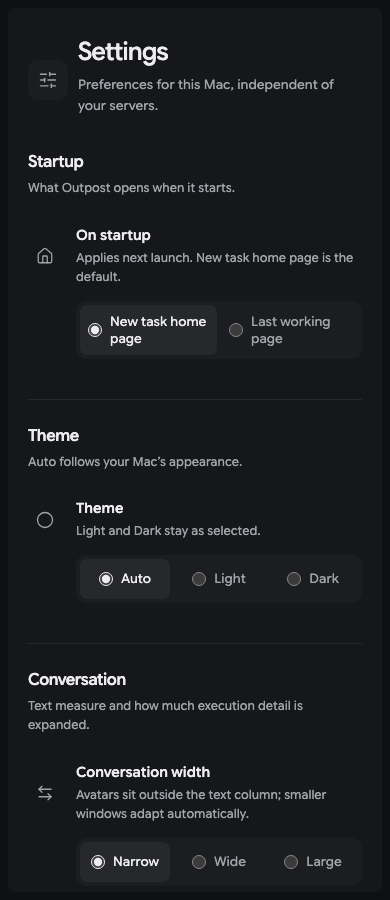 Settings
Preferences for this Mac, independent of
your servers.
Startup
What Outpost opens when it starts.
On startup
Applies next launch. New task home page is the
default.
New task home
page
Last working
page
Theme
Auto follows your Mac’s appearance.
Theme
Light and Dark stay as selected.
Auto
Light
Dark
Conversation
Text measure and how much execution detail is
expanded.
Conversation width
Avatars sit outside the text column; smaller
windows adapt automatically.
Narrow
Wide
Large